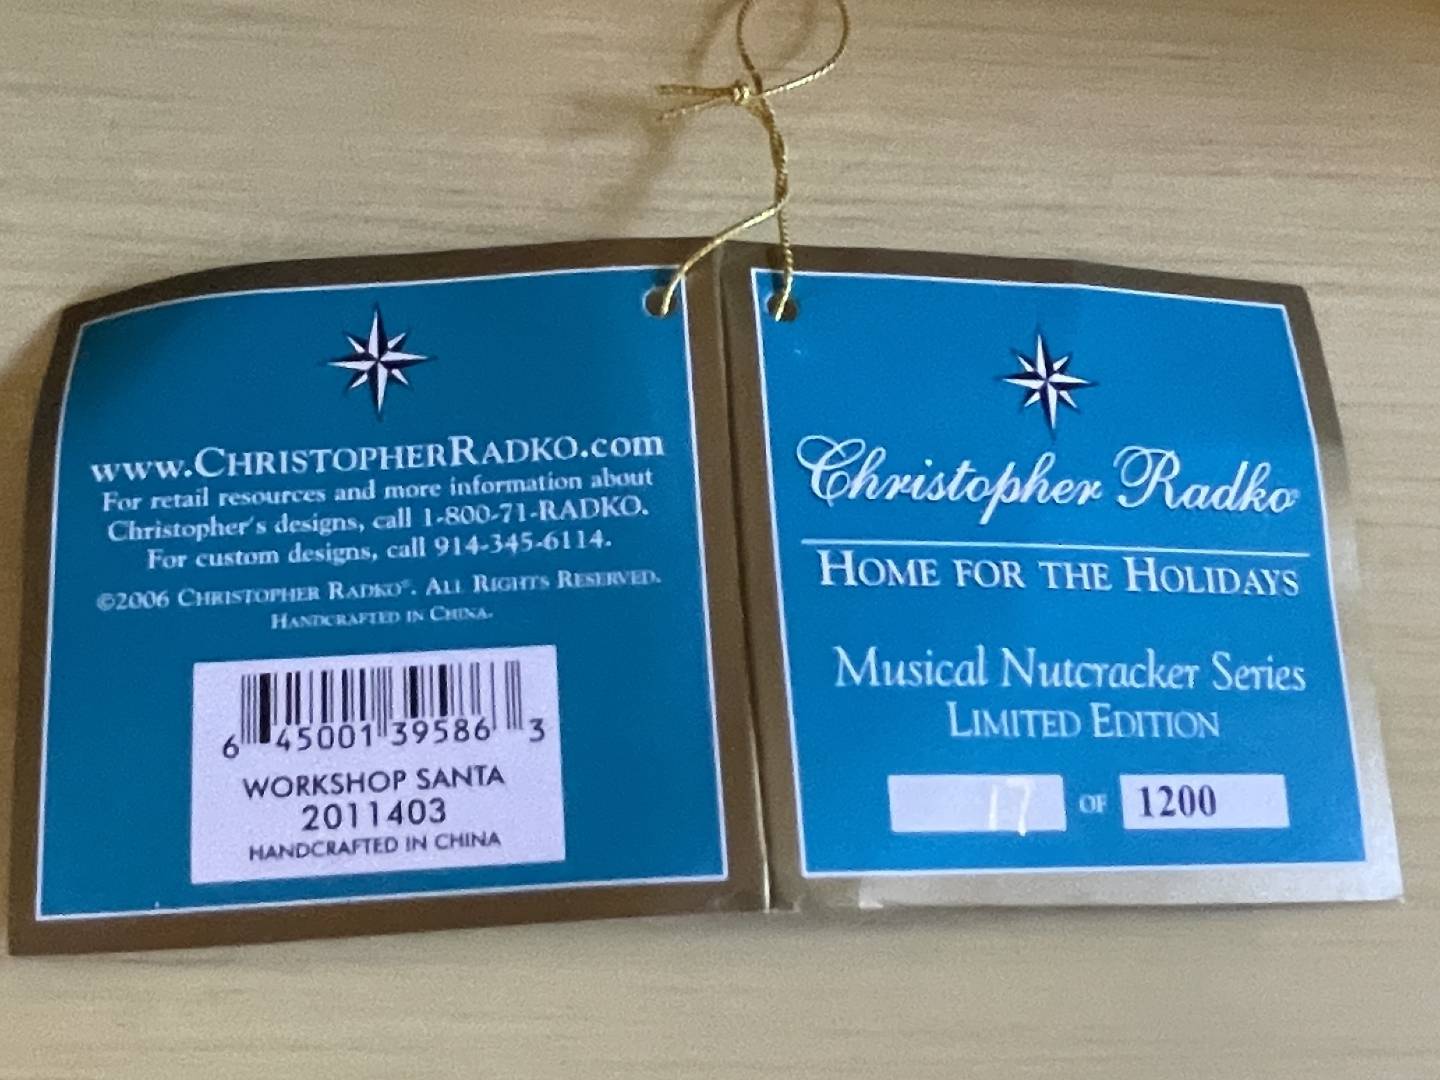 www.ChristopherRadko.com
For retail resources and more information about
Christopher's designs, call 1-800-71-RADKO.
For custom designs, call 914-345-6114.
©2006 Christopher Radko®. All Rights Reserved.
Handcrafted in China.
6 45001 39586 3
WORKSHOP SANTA
2011403
HANDCRAFTED IN CHINA
Christopher Radko®
Home for the Holidays
Musical Nutcracker Series
Limited Edition
17 OF 1200